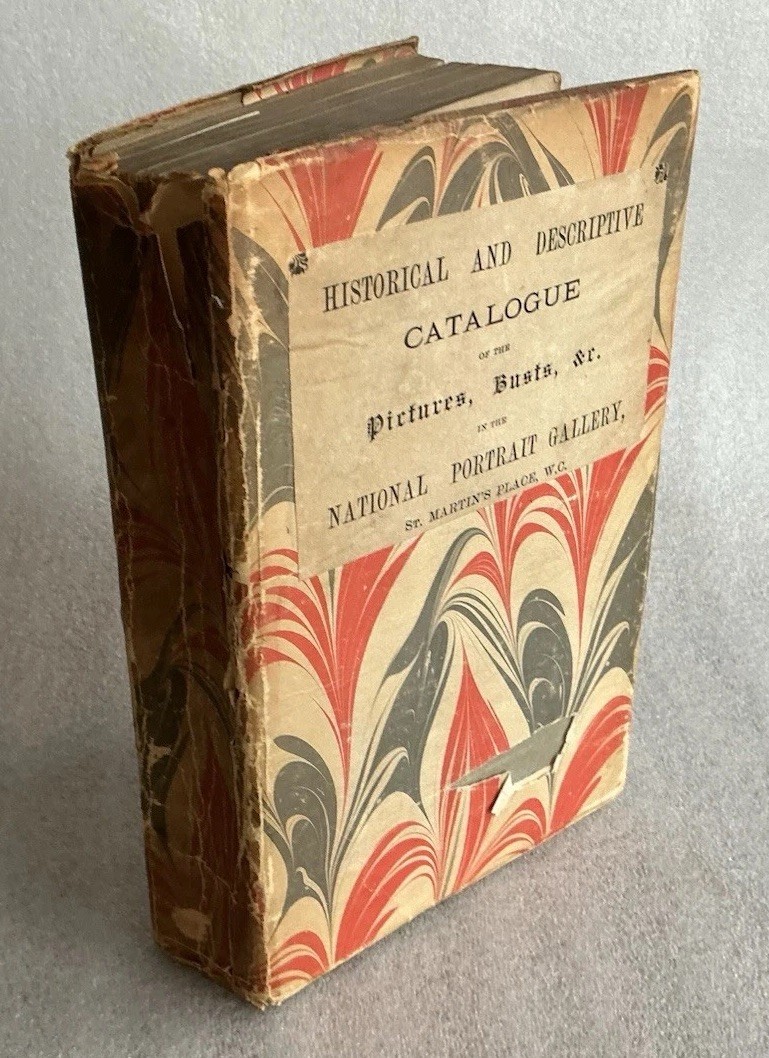 HISTORICAL AND DESCRIPTIVE
CATALOGUE
OF THE
Pictures, Busts, &c.
IN THE
NATIONAL PORTRAIT GALLERY,
ST. MARTIN'S PLACE, W.C.